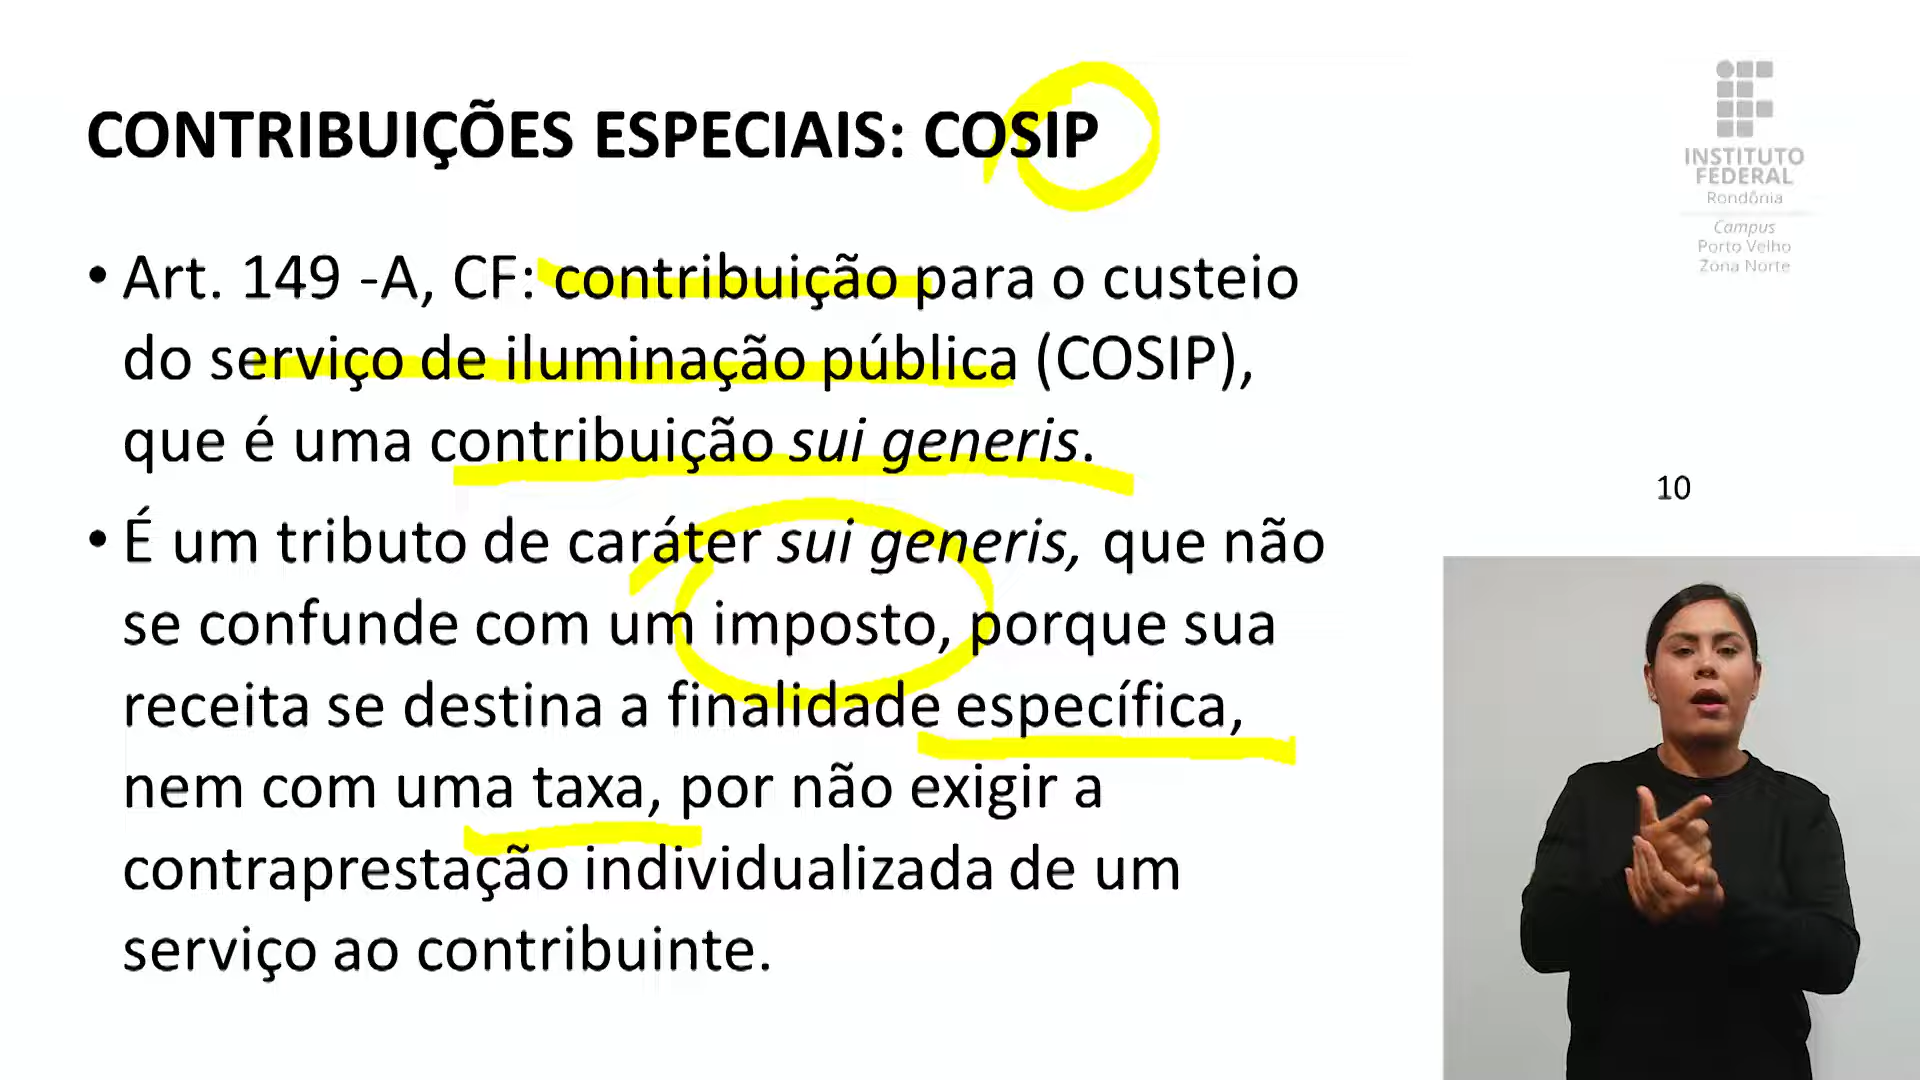 CONTRIBUIÇÕES ESPECIAIS: COSIP
INSTITUTO
FEDERAL
Rondônia
Campus
Porto Velho
Zona Norte
• Art. 149 -A, CF: contribuição para o custeio
do serviço de iluminação pública (COSIP),
que é uma contribuição sui generis.
• É um tributo de caráter sui generis, que não
se confunde com um imposto, porque sua
receita se destina a finalidade específica,
nem com uma taxa, por não exigir a
contraprestação individualizada de um
serviço ao contribuinte.
10